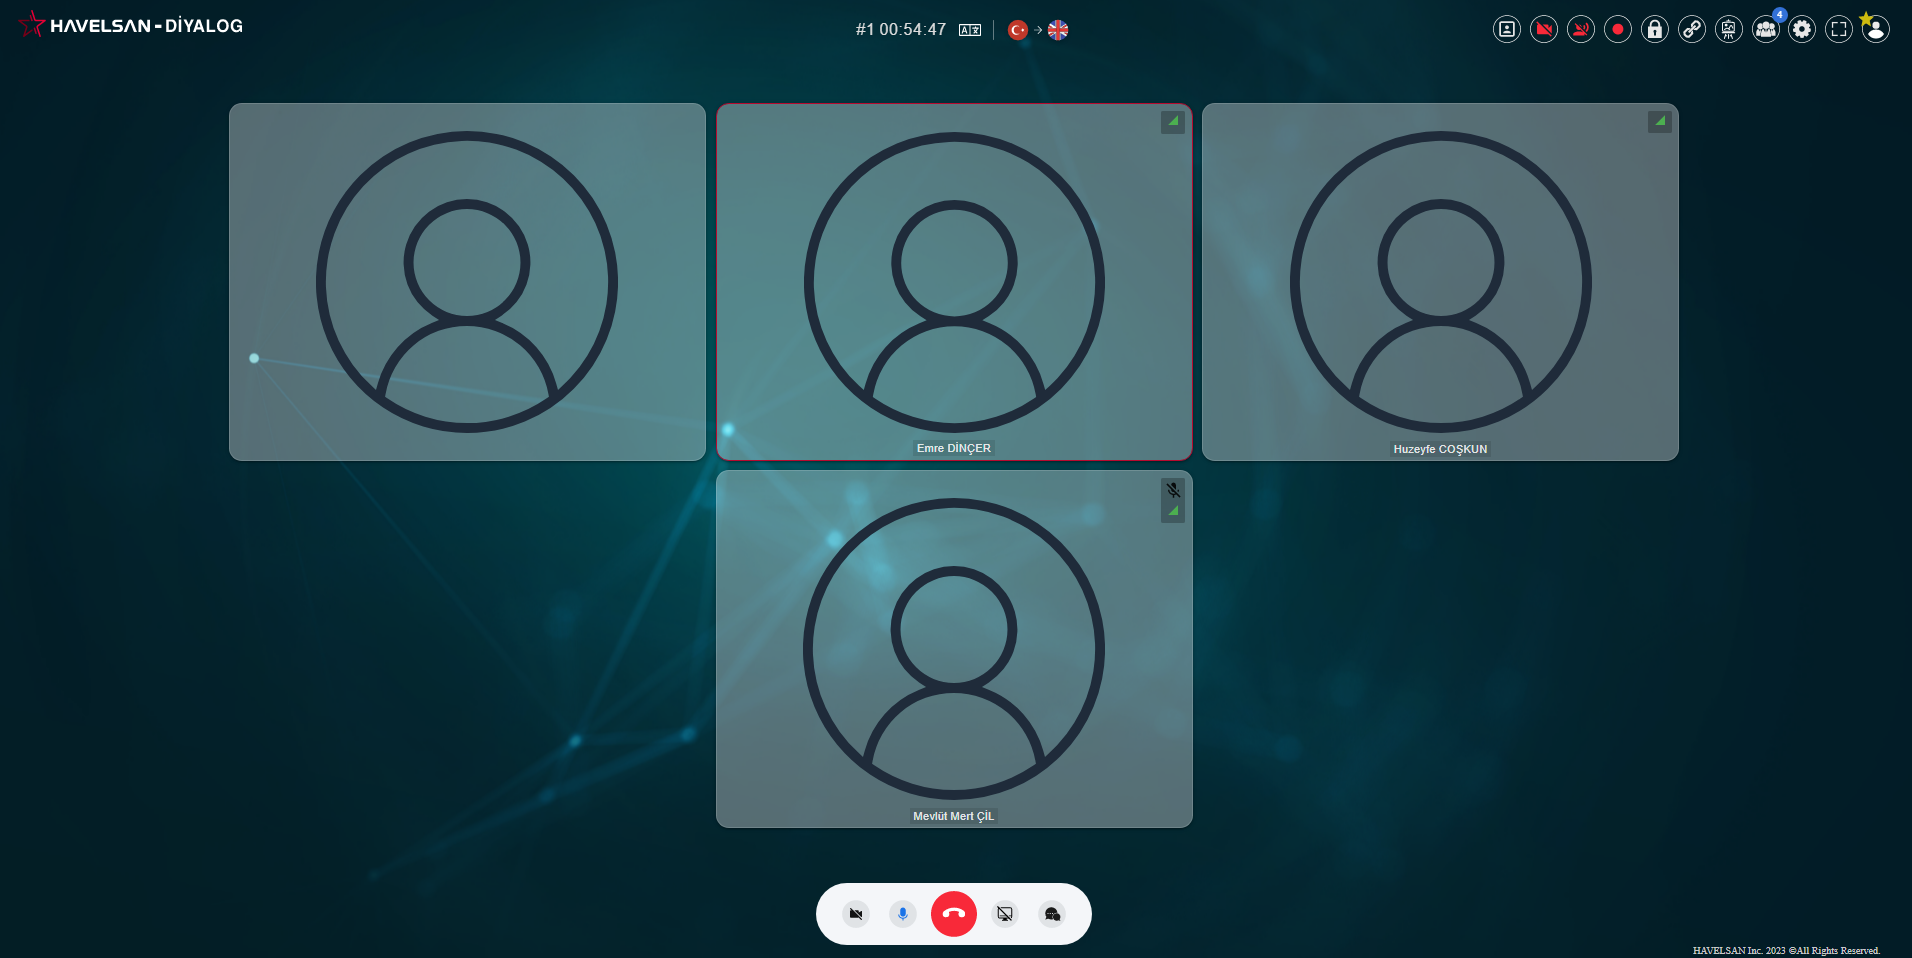 HAVELSAN - DİYALOG
#1 00:54:47
4
Emre DİNÇER
Huzeyfe COŞKUN
Mevlüt Mert ÇİL
HAVELSAN Inc. 2023 ©All Rights Reserved.